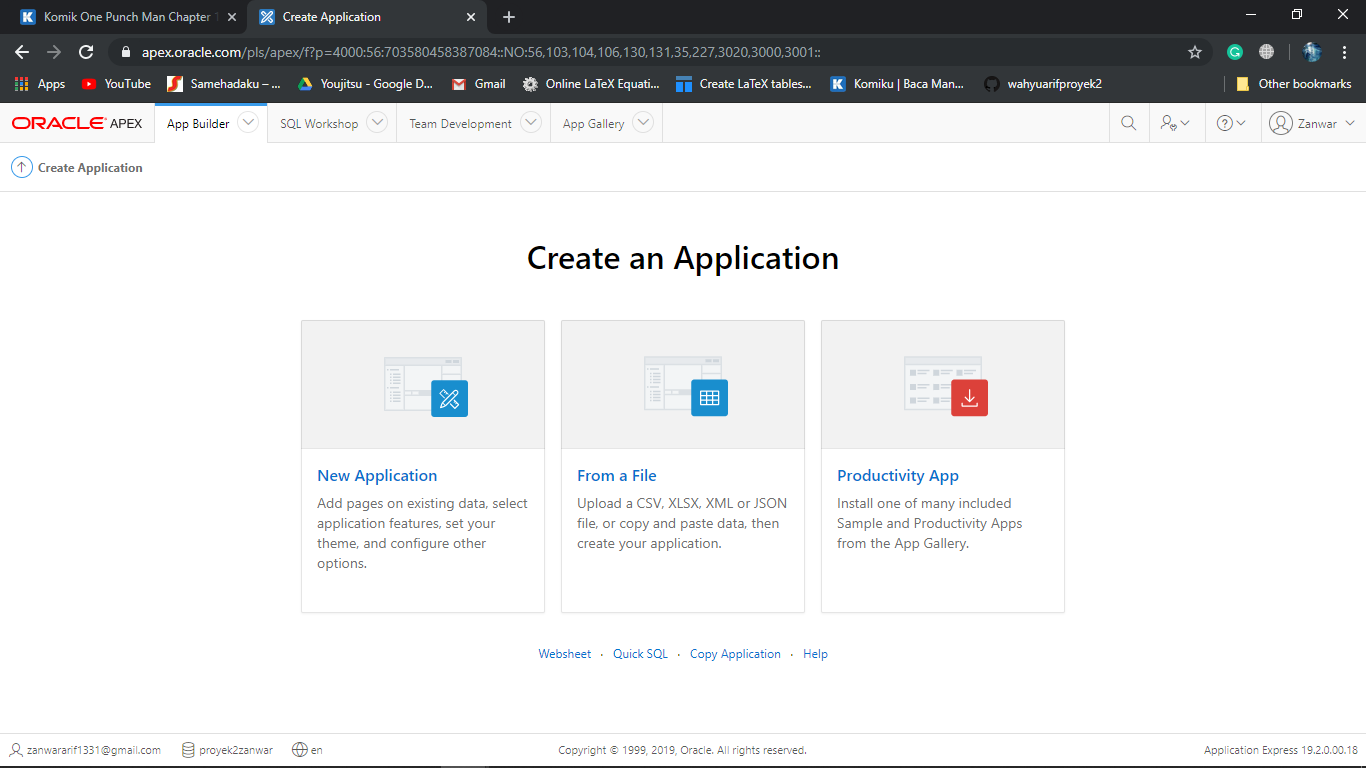 Komik One Punch Man Chapter
Create Application
apex.oracle.com/pls/apex/f?p=4000:56:703580458387084::NO:56,103,104,106,130,131,35,227,3020,3000,3001::
Apps YouTube Samehadaku – ... Youjitsu - Google D... Gmail Online LaTeX Equati... Create LaTeX tables... Komiku | Baca Man... wahyuarifproyek2 Other bookmarks
ORACLE APEX App Builder SQL Workshop Team Development App Gallery Zanwar
Create Application
Create an Application
New Application
Add pages on existing data, select
application features, set your
theme, and configure other
options.
From a File
Upload a CSV, XLSX, XML or JSON
file, or copy and paste data, then
create your application.
Productivity App
Install one of many included
Sample and Productivity Apps
from the App Gallery.
Websheet · Quick SQL · Copy Application · Help
zanwararif1331@gmail.com proyek2zanwar en Copyright © 1999, 2019, Oracle. All rights reserved. Application Express 19.2.0.00.18